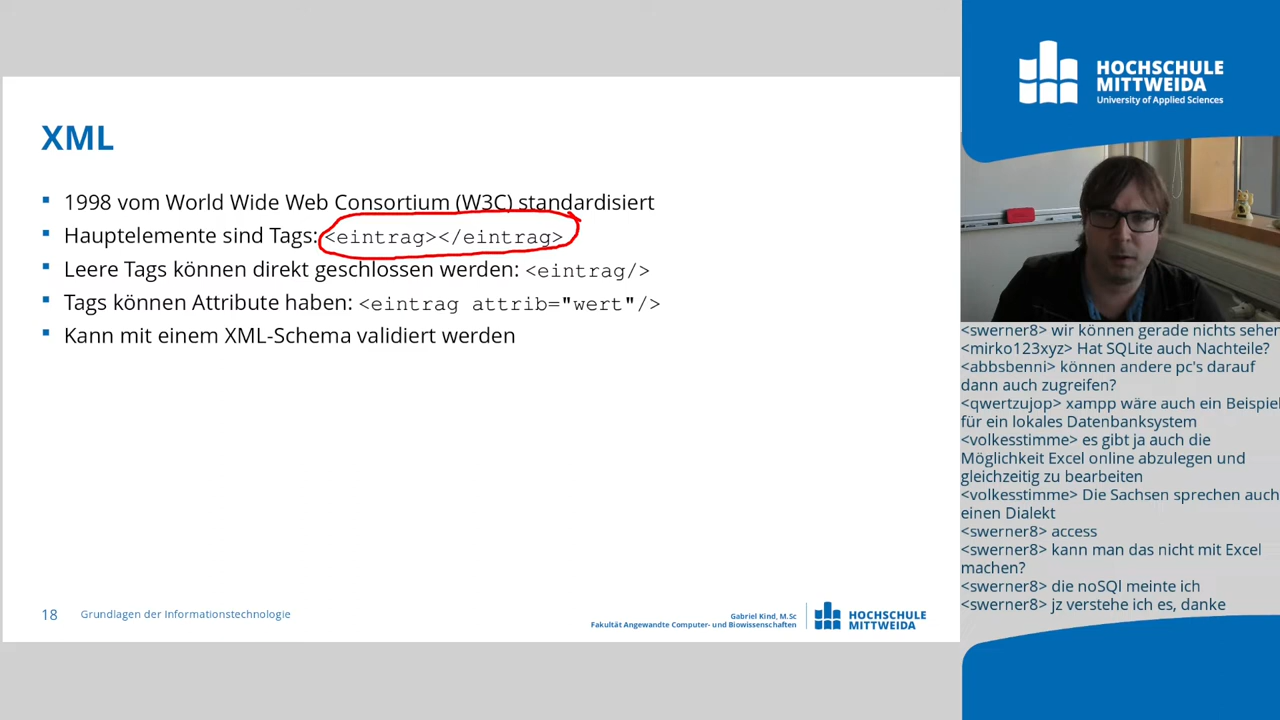 XML
1998 vom World Wide Web Consortium (W3C) standardisiert
Hauptelemente sind Tags: <eintrag></eintrag>
Leere Tags können direkt geschlossen werden: <eintrag/>
Tags können Attribute haben: <eintrag attrib="wert"/>
Kann mit einem XML-Schema validiert werden
18
Grundlagen der Informationstechnologie
Gabriel Kind, M.Sc
Fakultät Angewandte Computer- und Biowissenschaften
HOCHSCHULE
MITTWEIDA
HOCHSCHULE
MITTWEIDA
University of Applied Sciences
<swerner8> wir können gerade nichts sehen
<mirko123xyz> Hat SQLite auch Nachteile?
<abbsbenni> können andere pc's darauf
dann auch zugreifen?
<qwertzujop> xampp wäre auch ein Beispiel
für ein lokales Datenbanksystem
<volkesstimme> es gibt ja auch die
Möglichkeit Excel online abzulegen und
gleichzeitig zu bearbeiten
<volkesstimme> Die Sachsen sprechen auch
einen Dialekt
<swerner8> access
<swerner8> kann man das nicht mit Excel
machen?
<swerner8> die noSQl meinte ich
<swerner8> jz verstehe ich es, danke